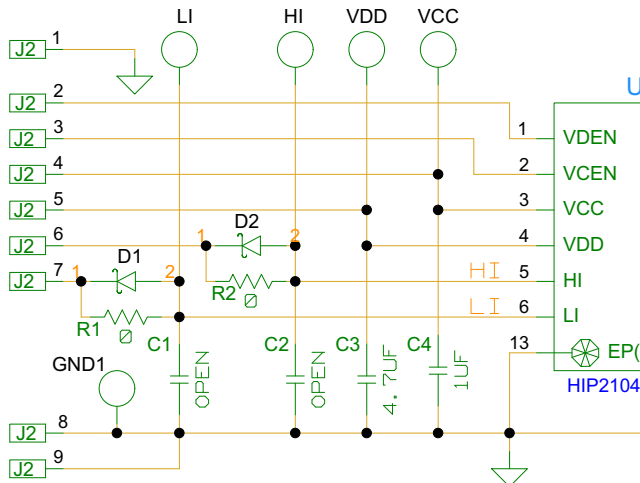 LI HI VDD VCC
J2 1
U
J2 2
J2 3 1 VDEN
J2 4 2 VCEN
J2 5 3 VCC
J2 6 1 D2 2 4 VDD
J2 7 1 D1 2 R2 0 HI 5 HI
R1 0 LI 6 LI
C1 C2 C3 C4 13 EP(
GND1 OPEN OPEN 4.7UF 1UF HIP2104
J2 8
J2 9